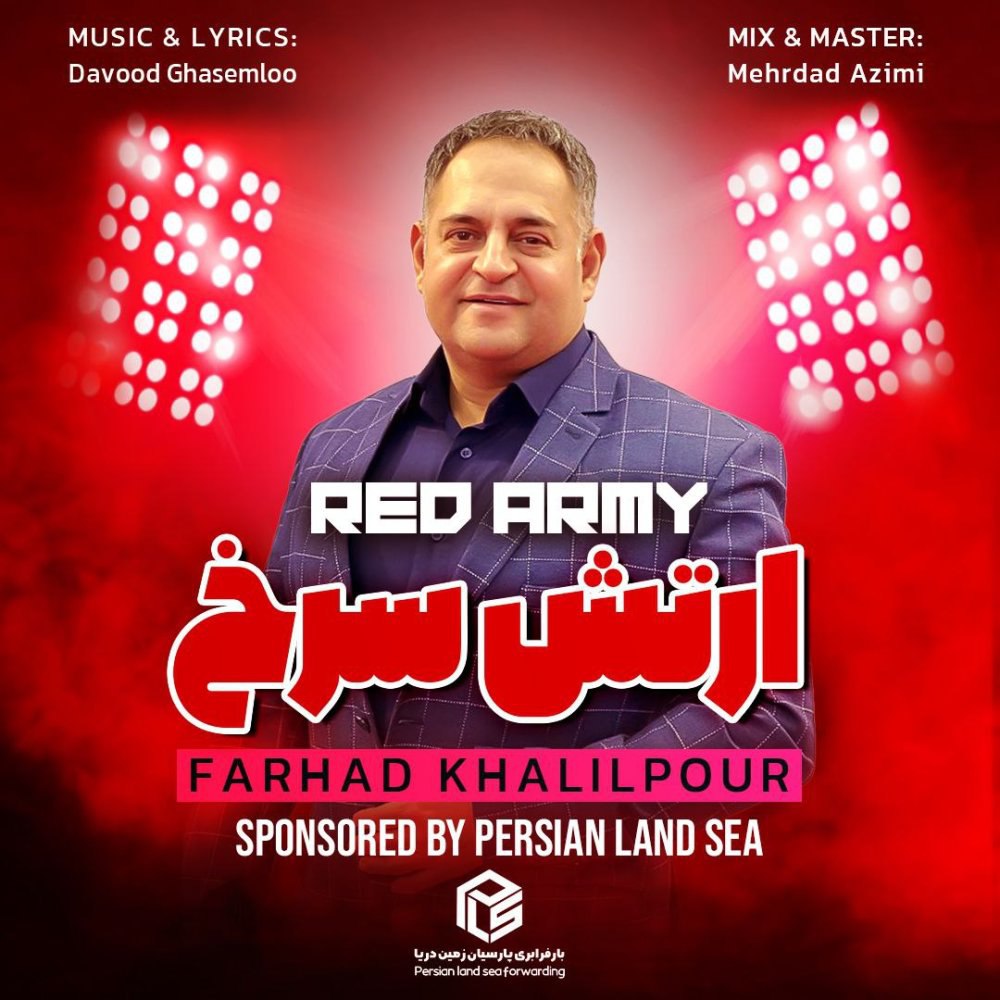 MUSIC & LYRICS:
Davood Ghasemloo
MIX & MASTER:
Mehrdad Azimi
RED ARMY
ارتش سرخ
FARHAD KHALILPOUR
SPONSORED BY PERSIAN LAND SEA
PLS
بارفرابری پارسیان زمین دریا
Persian land sea forwarding